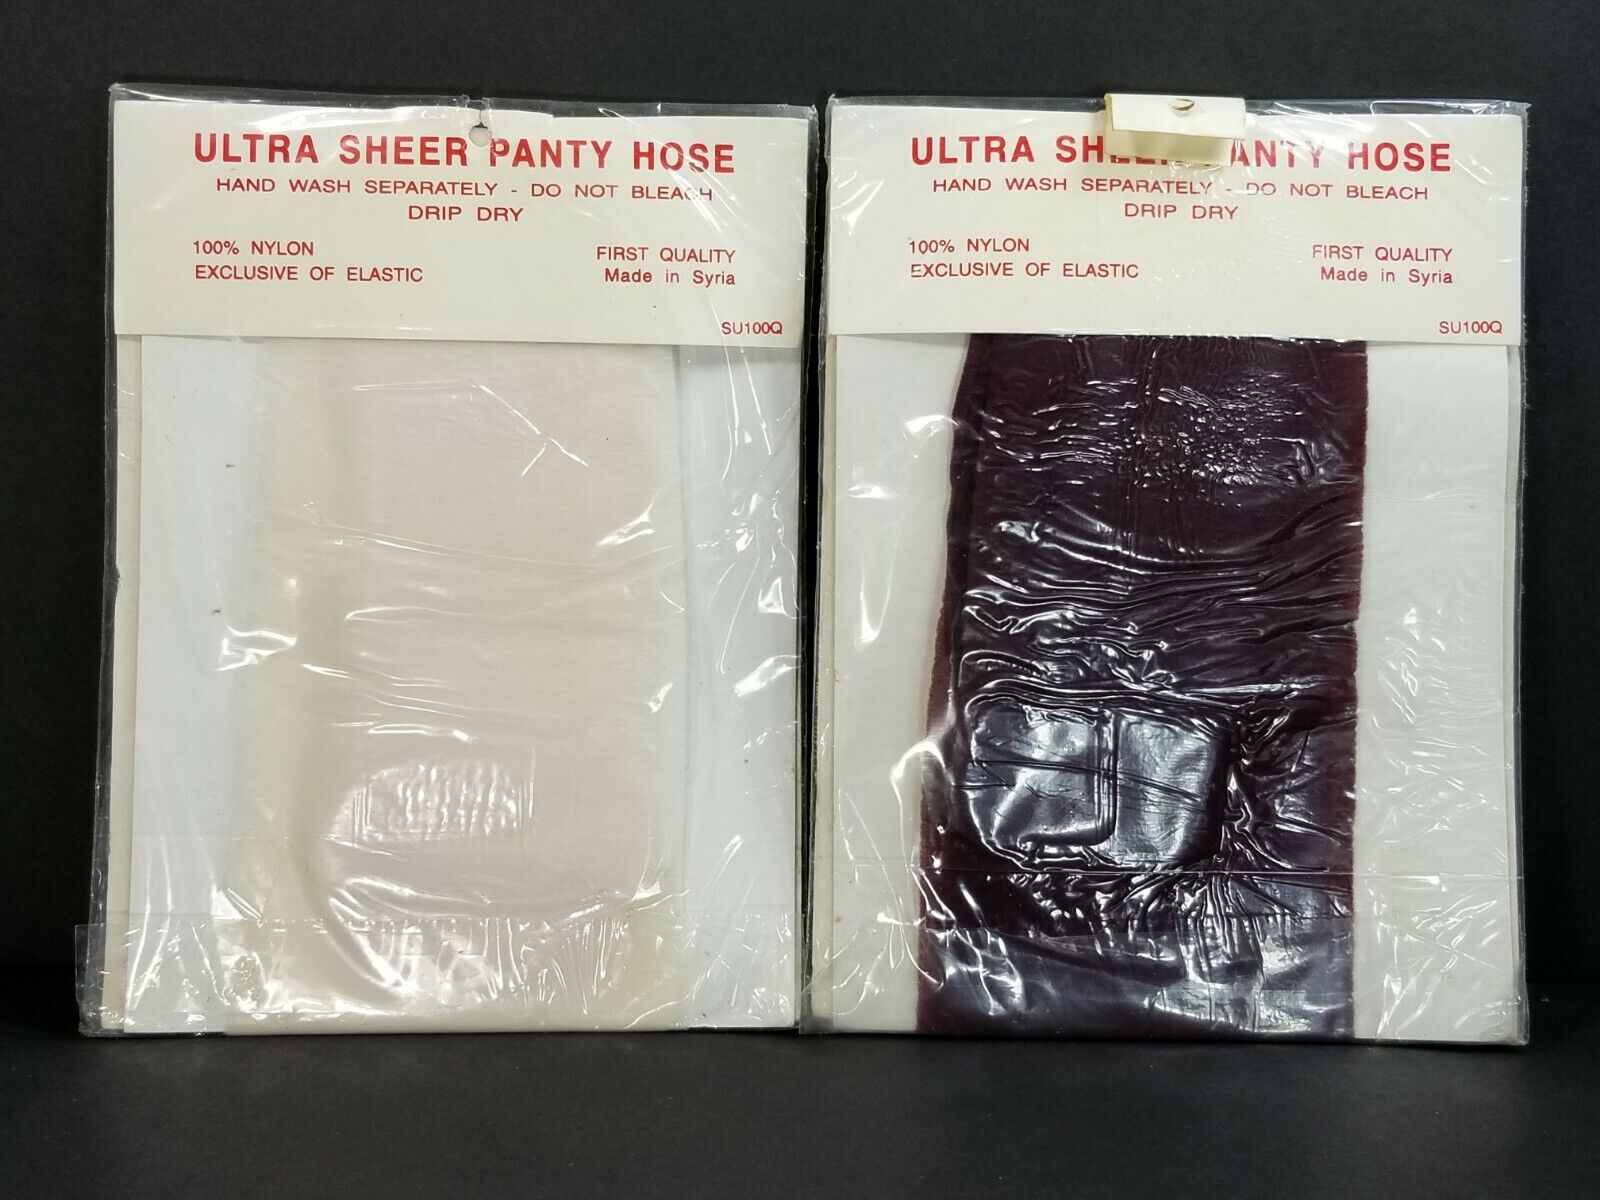 ULTRA SHEER PANTY HOSE
HAND WASH SEPARATELY - DO NOT BLEACH
DRIP DRY
100% NYLON
EXCLUSIVE OF ELASTIC
FIRST QUALITY
Made in Syria
SU100Q
ULTRA SHEER PANTY HOSE
HAND WASH SEPARATELY - DO NOT BLEACH
DRIP DRY
100% NYLON
EXCLUSIVE OF ELASTIC
FIRST QUALITY
Made in Syria
SU100Q